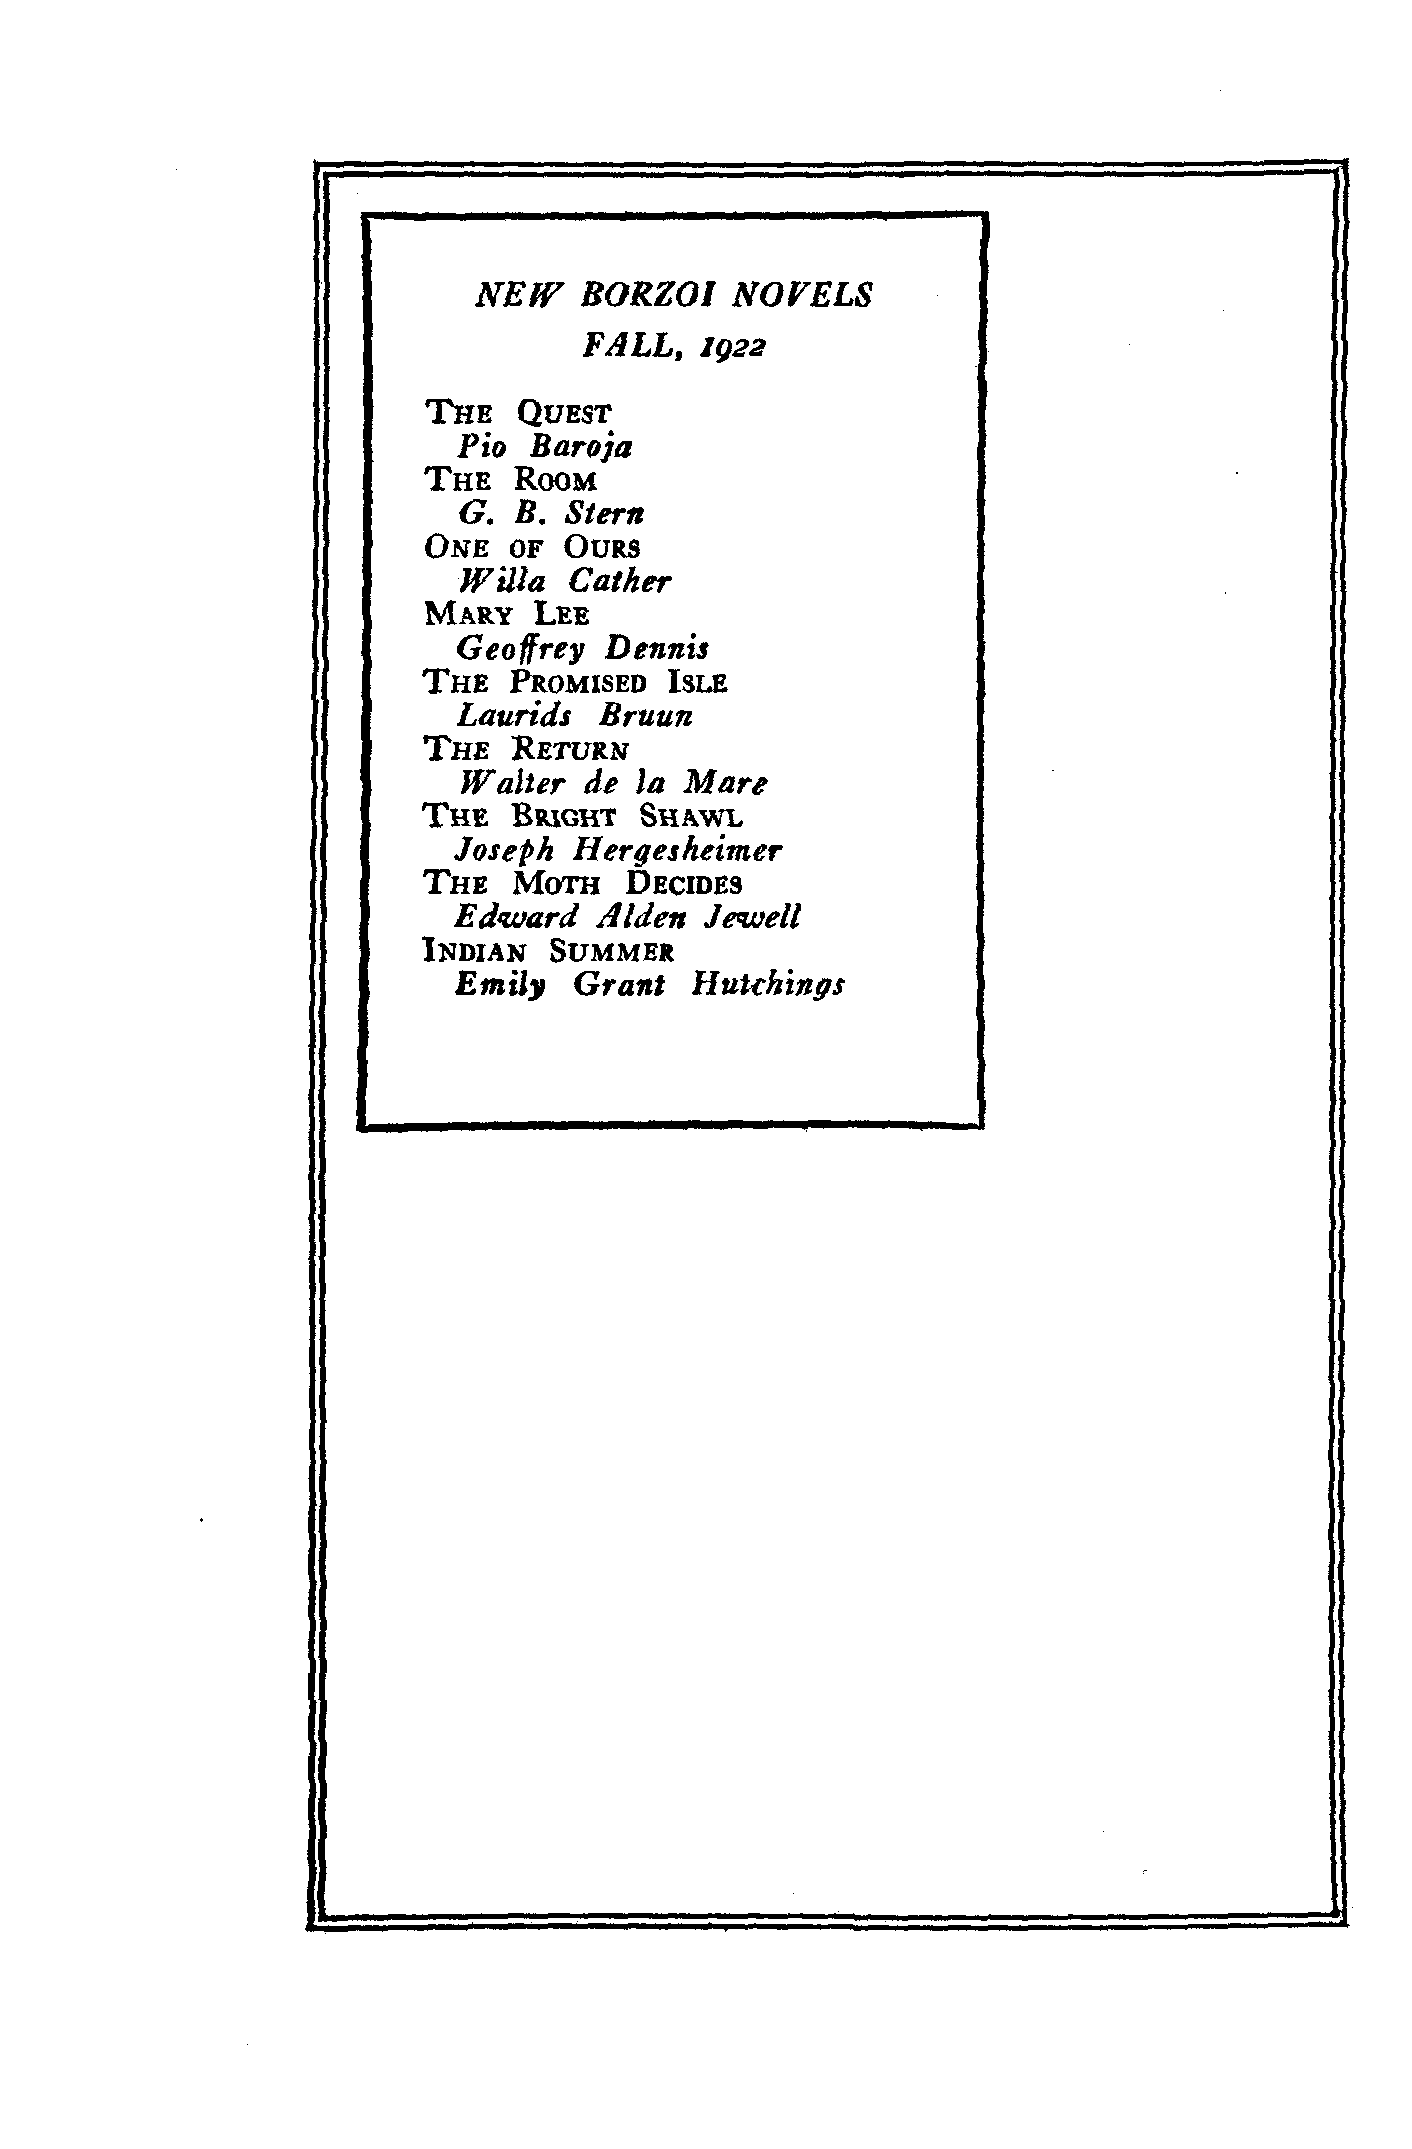 NEW BORZOI NOVELS
FALL, 1922
THE QUEST
Pio Baroja
THE ROOM
G. B. Stern
ONE OF OURS
Willa Cather
MARY LEE
Geoffrey Dennis
THE PROMISED ISLE
Laurids Bruun
THE RETURN
Walter de la Mare
THE BRIGHT SHAWL
Joseph Hergesheimer
THE MOTH DECIDES
Edward Alden Jewell
INDIAN SUMMER
Emily Grant Hutchings